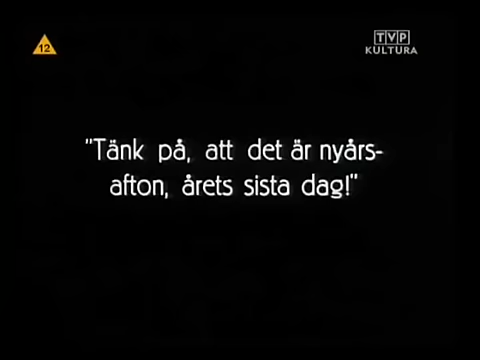 12
TVP
KULTURA
"Tänk på, att det är nyårs-
afton, årets sista dag!"